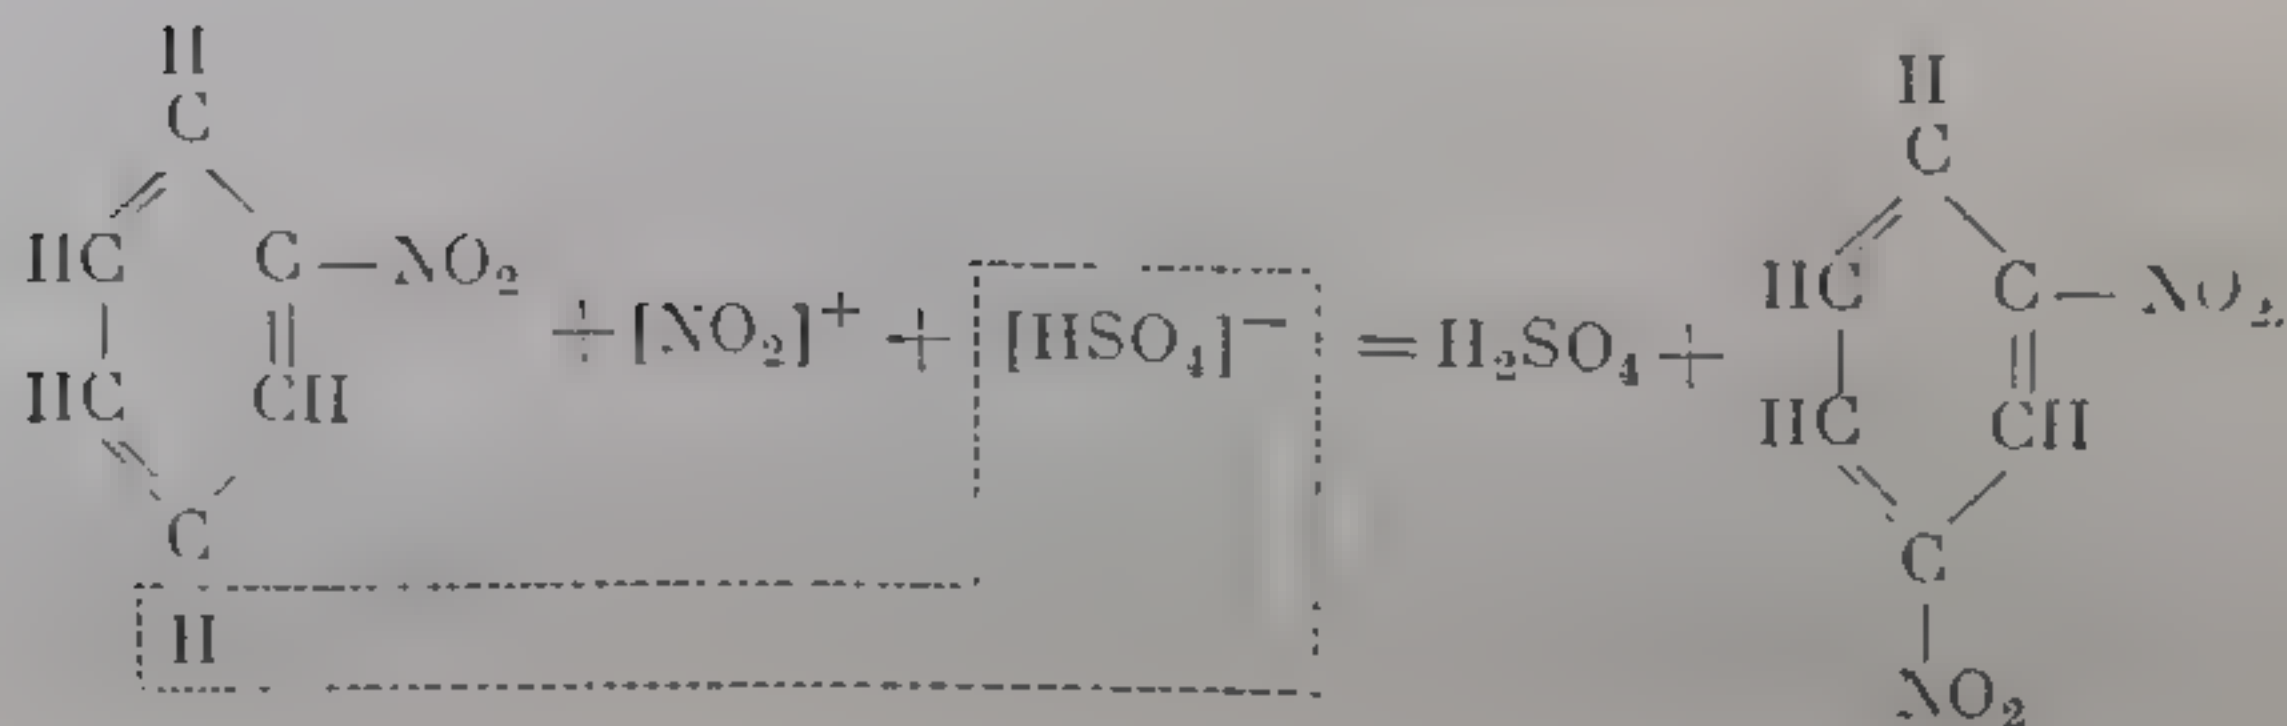 H H
C C
HC C—NO₂ + [NO₂]⁺ + [HSO₄]⁻ = H₂SO₄ + HC C—NO₂,
HC CH HC CH
C C
H NO₂